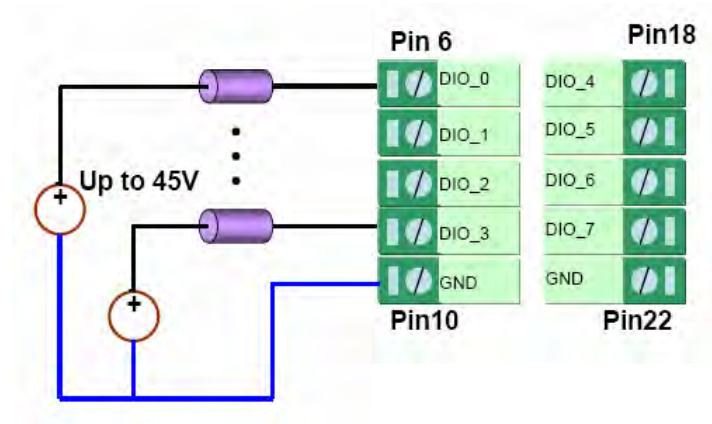 Pin 6
Pin18
DIO_0
DIO_4
DIO_1
DIO_5
Up to 45V
DIO_2
DIO_6
DIO_3
DIO_7
GND
GND
Pin10
Pin22
+
+